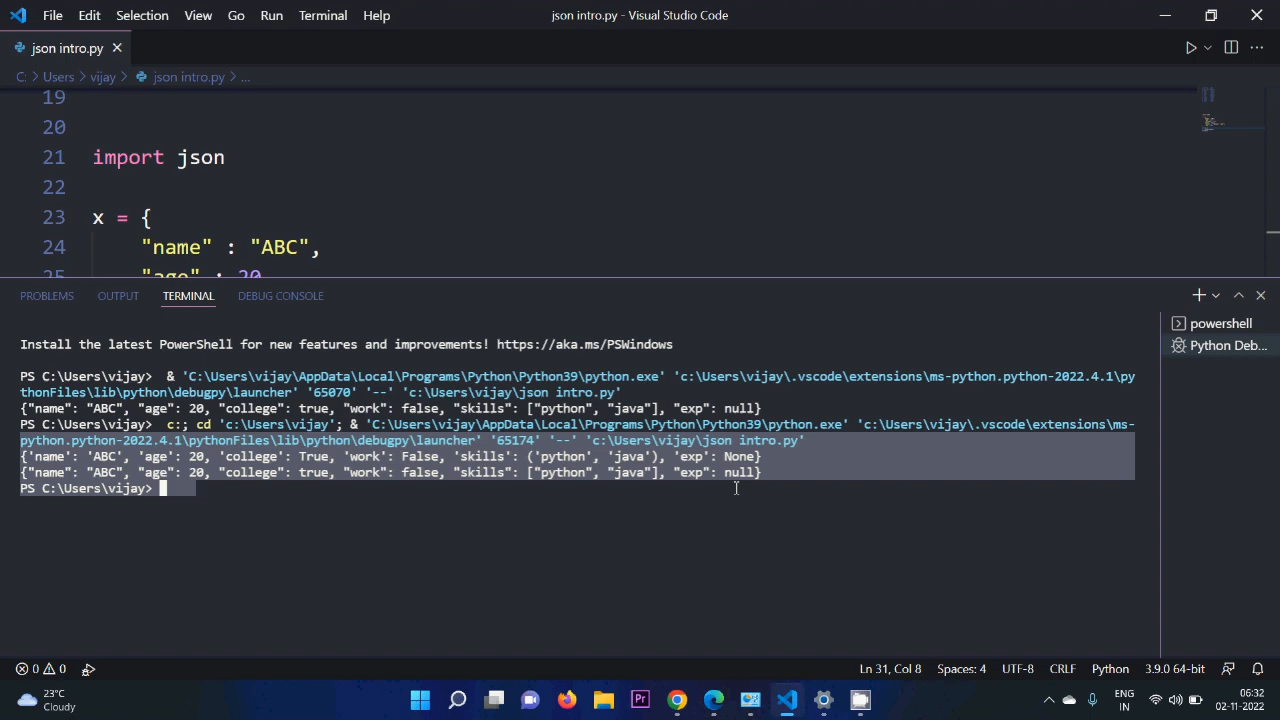 File Edit Selection View Go Run Terminal Help json intro.py - Visual Studio Code
json intro.py
C: > Users > vijay > json intro.py > ...
19
20
21 import json
22
23 x = {
24 "name" : "ABC",
25 "age" : 20
PROBLEMS OUTPUT TERMINAL DEBUG CONSOLE
powershell
Python Deb...
Install the latest PowerShell for new features and improvements! https://aka.ms/PSWindows
PS C:\Users\vijay> & 'C:\Users\vijay\AppData\Local\Programs\Python\Python39\python.exe' 'c:\Users\vijay\.vscode\extensions\ms-python.python-2022.4.1\py
thonFiles\lib\python\debugpy\launcher' '65070' '--' 'c:\Users\vijay\json intro.py'
{"name": "ABC", "age": 20, "college": true, "work": false, "skills": ["python", "java"], "exp": null}
PS C:\Users\vijay> c:; cd 'c:\Users\vijay'; & 'C:\Users\vijay\AppData\Local\Programs\Python\Python39\python.exe' 'c:\Users\vijay\.vscode\extensions\ms-
python.python-2022.4.1\pythonFiles\lib\python\debugpy\launcher' '65174' '--' 'c:\Users\vijay\json intro.py'
{'name': 'ABC', 'age': 20, 'college': True, 'work': False, 'skills': ('python', 'java'), 'exp': None}
{"name": "ABC", "age": 20, "college": true, "work": false, "skills": ["python", "java"], "exp": null}
PS C:\Users\vijay>
0 0 Ln 31, Col 8 Spaces: 4 UTF-8 CRLF Python 3.9.0 64-bit
23°C
Cloudy
Pr
ENG
IN
06:32
02-11-2022